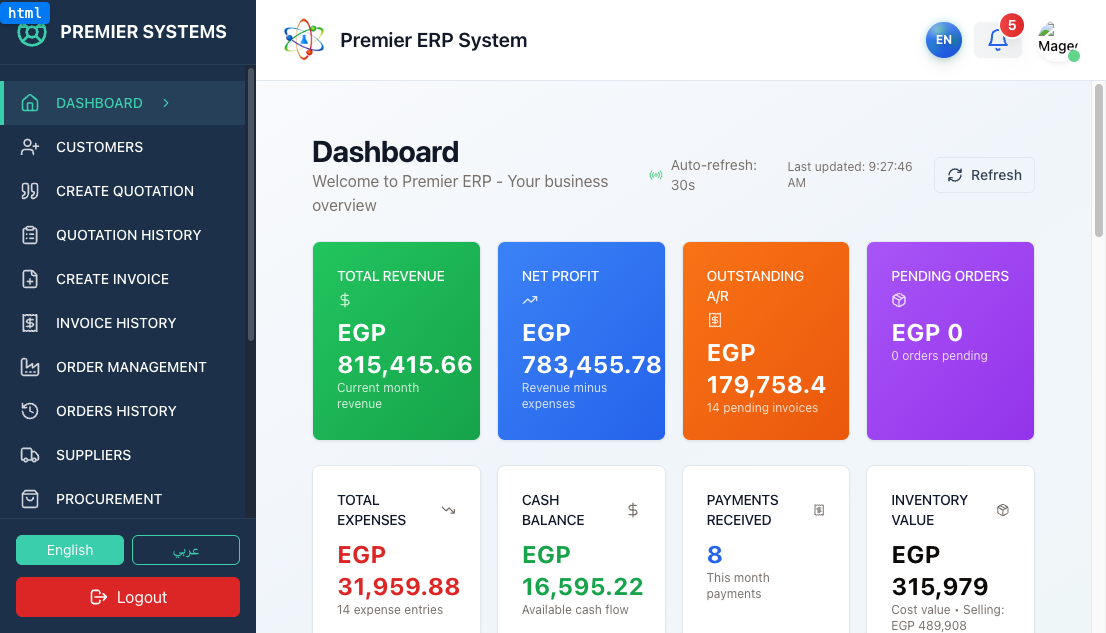 html
PREMIER SYSTEMS
DASHBOARD
CUSTOMERS
CREATE QUOTATION
QUOTATION HISTORY
CREATE INVOICE
INVOICE HISTORY
ORDER MANAGEMENT
ORDERS HISTORY
SUPPLIERS
PROCUREMENT
English
عربي
Logout
Premier ERP System
EN
5
Dashboard
Welcome to Premier ERP - Your business
overview
Auto-refresh:
30s
Last updated: 9:27:46
AM
Refresh
TOTAL REVENUE
EGP
815,415.66
Current month
revenue
NET PROFIT
EGP
783,455.78
Revenue minus
expenses
OUTSTANDING
A/R
EGP
179,758.4
14 pending invoices
PENDING ORDERS
EGP 0
0 orders pending
TOTAL
EXPENSES
EGP
31,959.88
14 expense entries
CASH
BALANCE
EGP
16,595.22
Available cash flow
PAYMENTS
RECEIVED
8
This month
payments
INVENTORY
VALUE
EGP
315,979
Cost value • Selling:
EGP 489,908